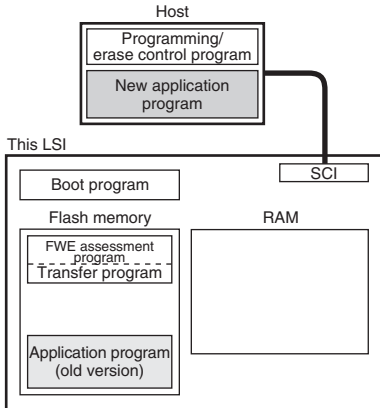 Host
Programming/
erase control program
New application
program
This LSI
SCI
Boot program
Flash memory
RAM
FWE assessment
program
Transfer program
Application program
(old version)